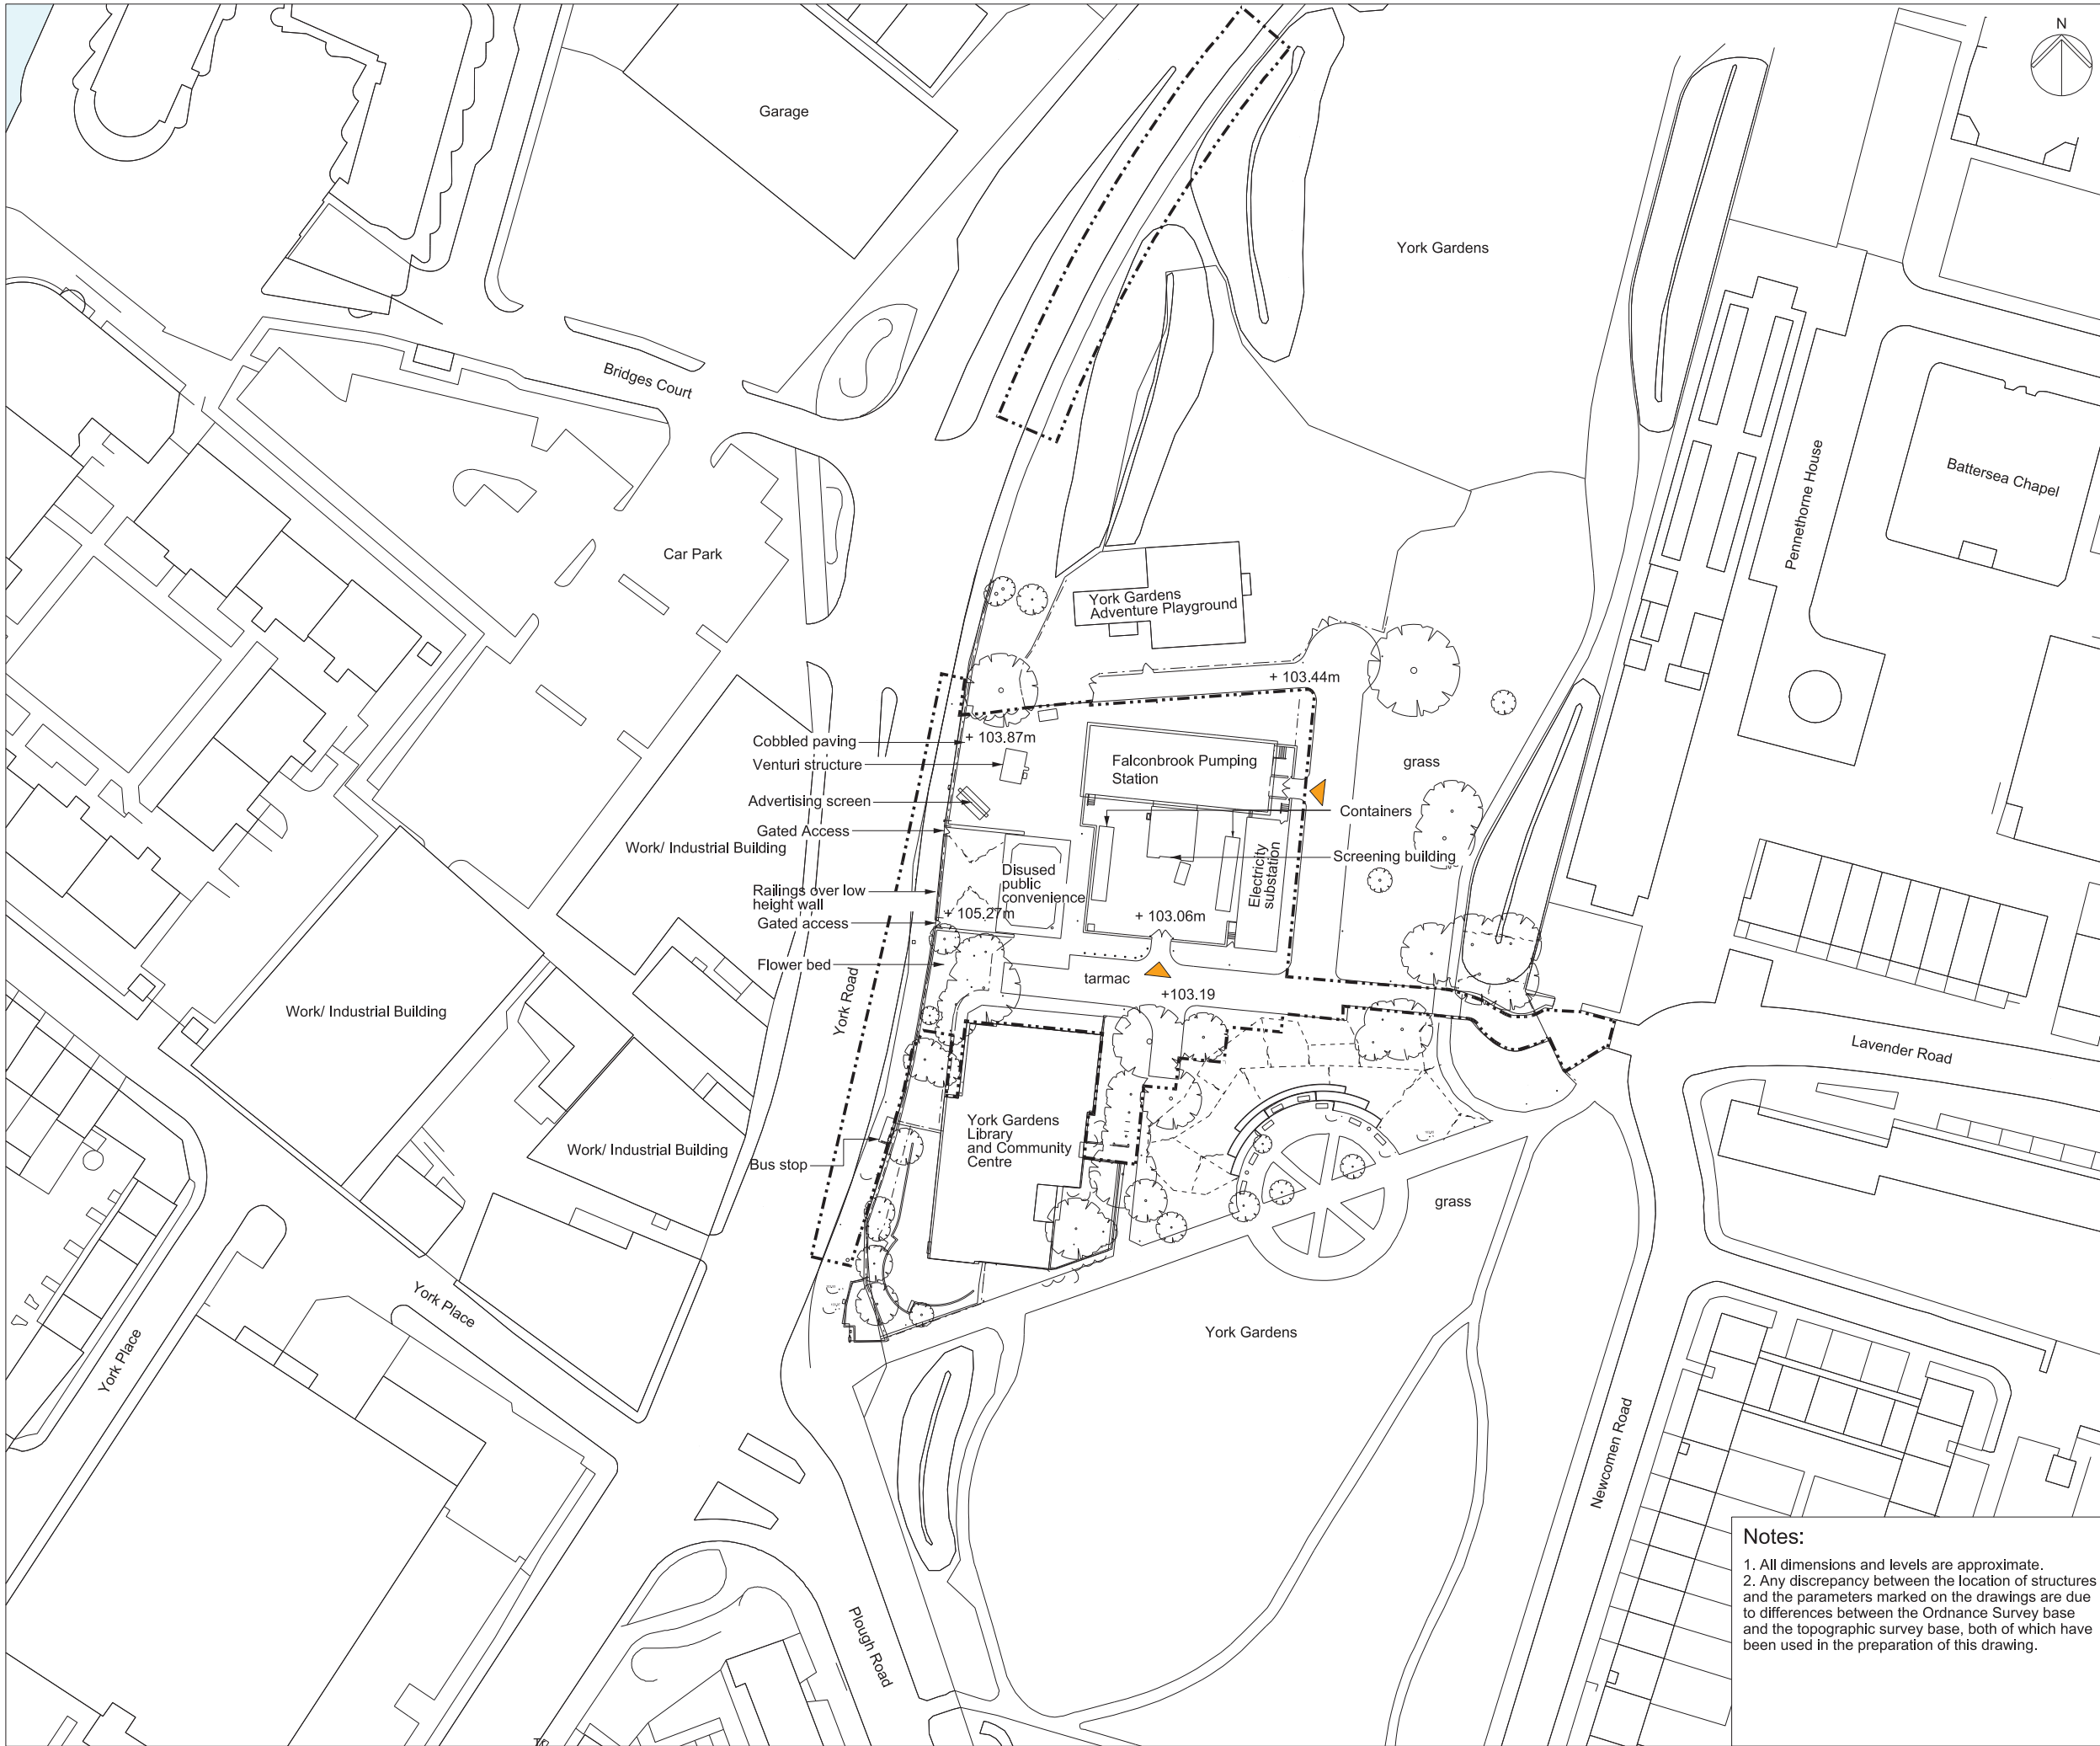 N
Garage
York Gardens
Bridges Court
Pennethorne House
Battersea Chapel
Car Park
York Gardens
Adventure Playground
+ 103.44m
Cobbled paving
+ 103.87m
Venturi structure
Falconbrook Pumping
Station
grass
Advertising screen
Containers
Gated Access
Work/ Industrial Building
Screening building
Electricity
substation
Disused
public
convenience
Railings over low
height wall
+ 105.27m
+ 103.06m
Gated access
Flower bed
tarmac
+103.19
York Road
Work/ Industrial Building
Lavender Road
York Gardens
Library
and Community
Centre
Work/ Industrial Building
Bus stop
grass
York Place
York Place
York Gardens
Newcomen Road
Plough Road
Notes:
1. All dimensions and levels are approximate.
2. Any discrepancy between the location of structures
and the parameters marked on the drawings are due
to differences between the Ordnance Survey base
and the topographic survey base, both of which have
been used in the preparation of this drawing.